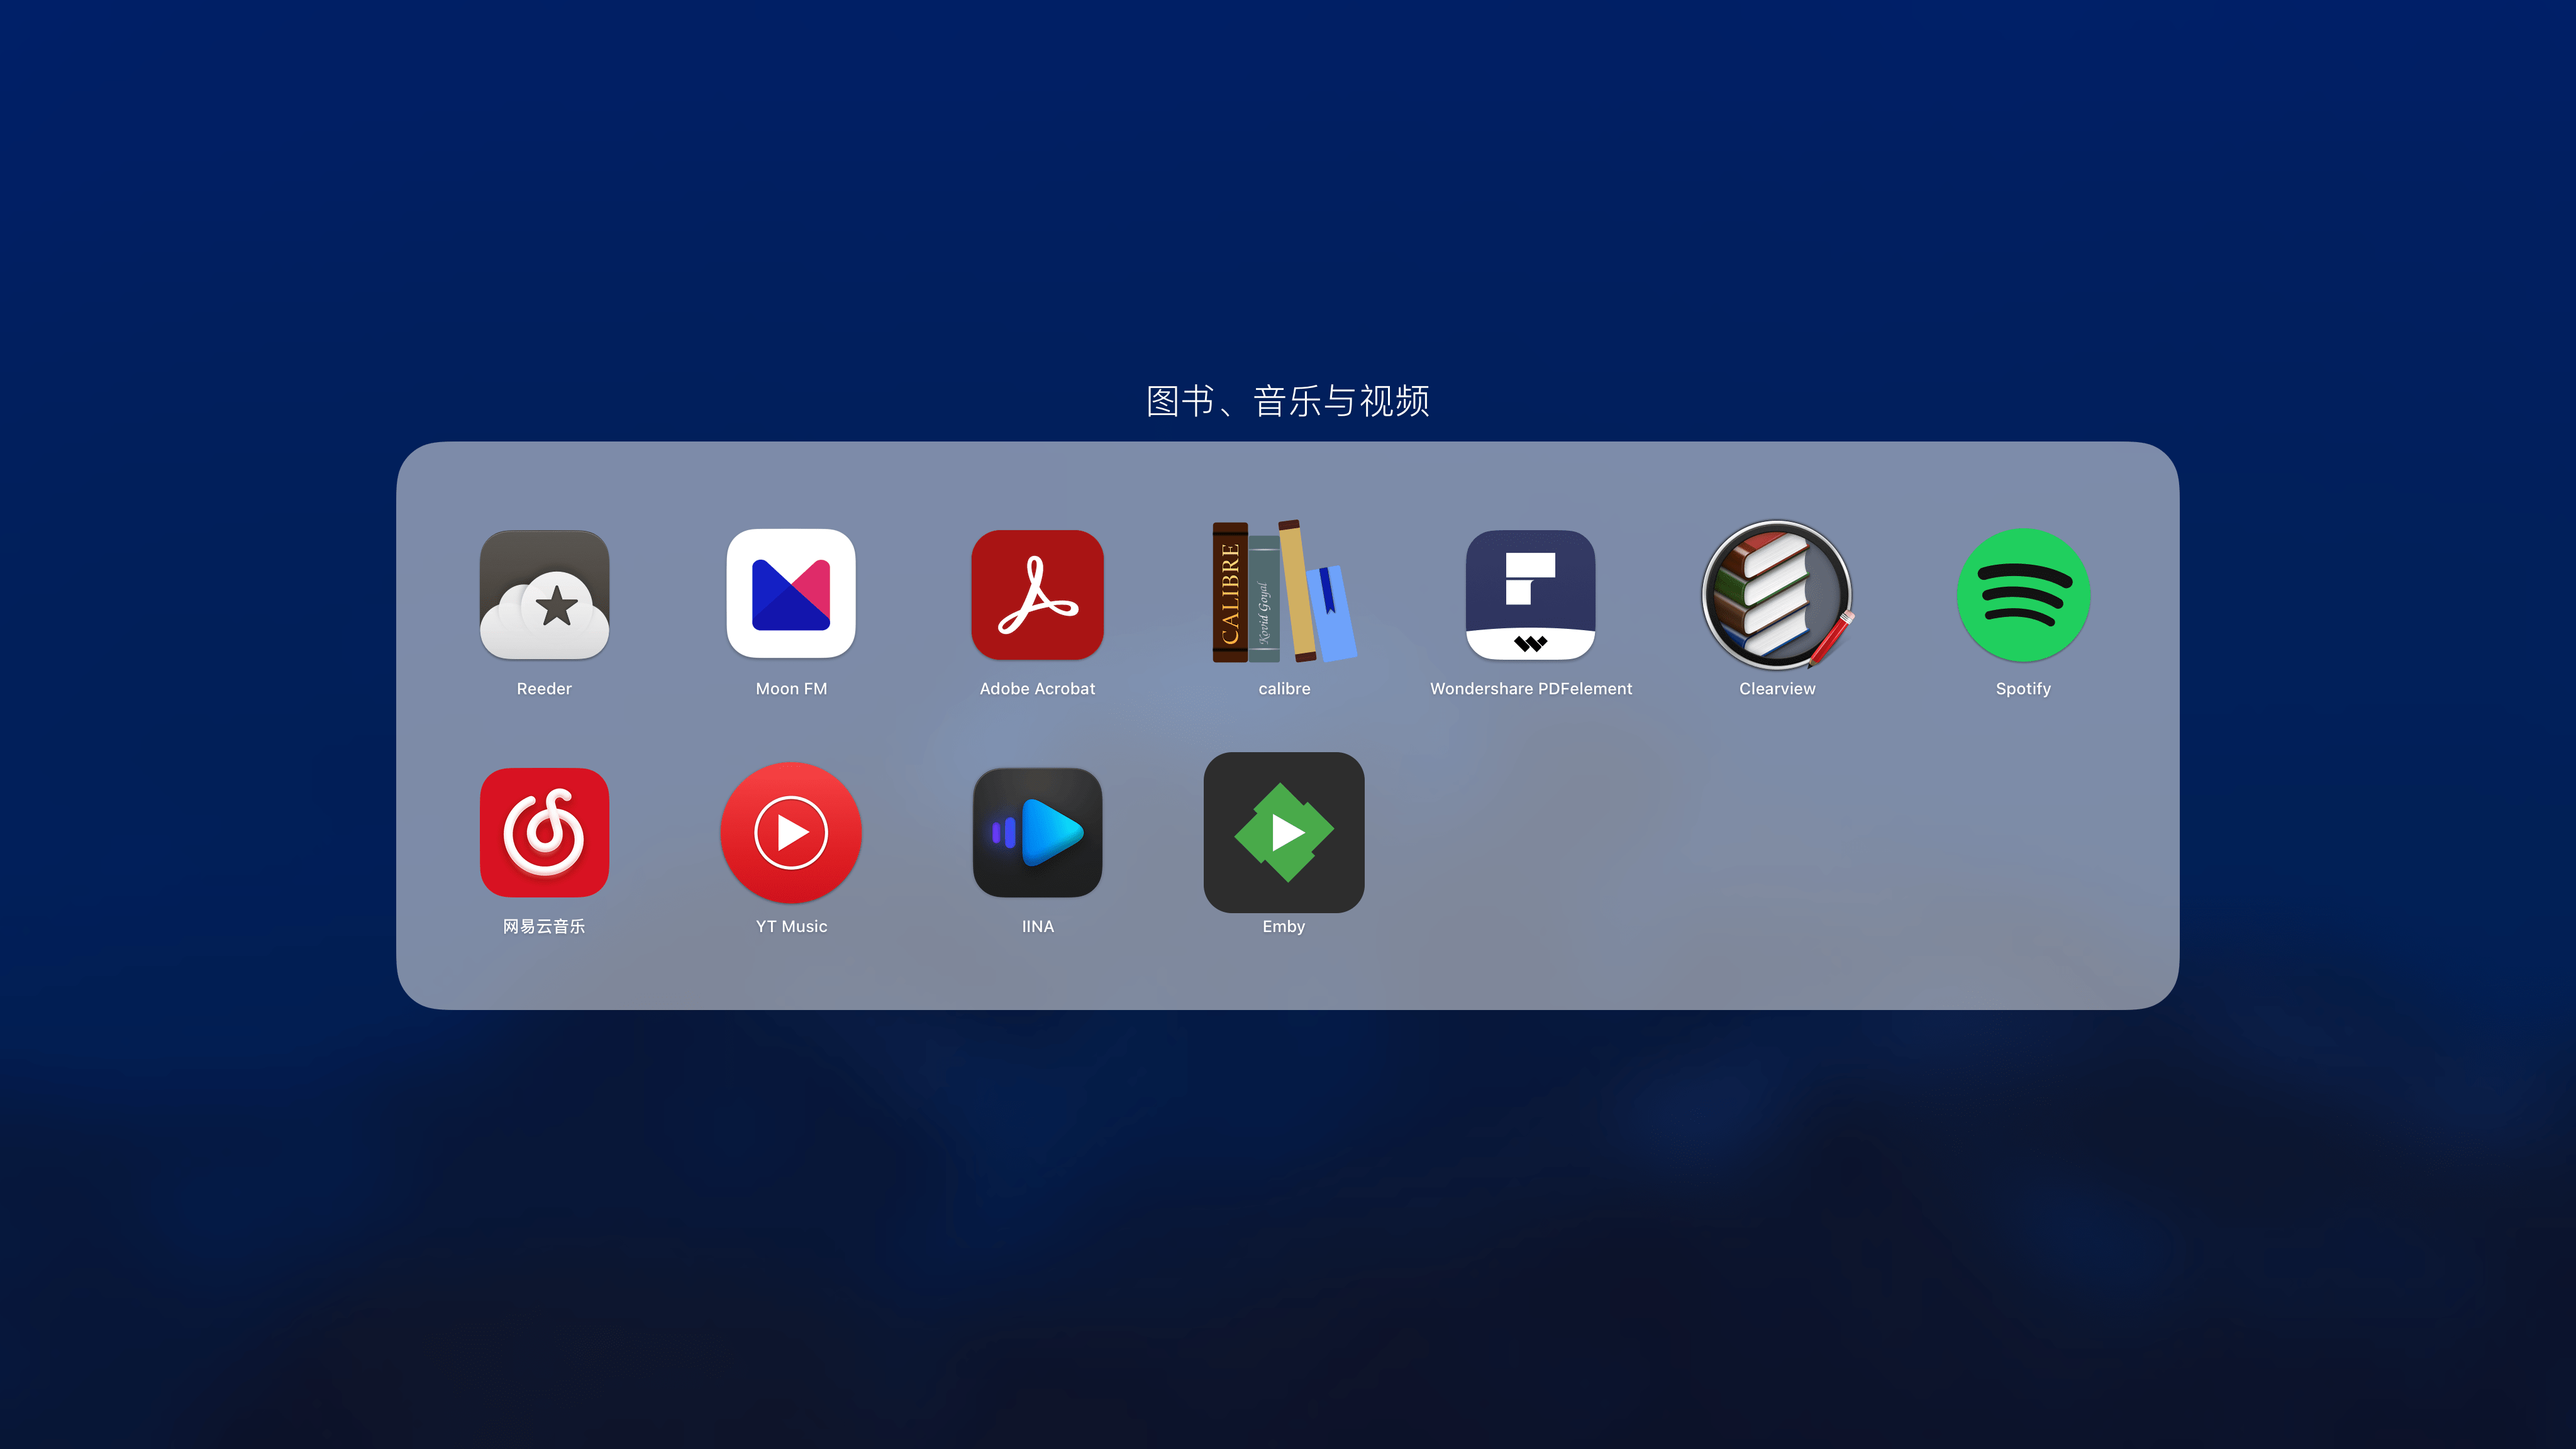 图书、音乐与视频
CALIBRE
Kovid Goyal
Reeder
Moon FM
Adobe Acrobat
calibre
Wondershare PDFelement
Clearview
Spotify
网易云音乐
YT Music
IINA
Emby